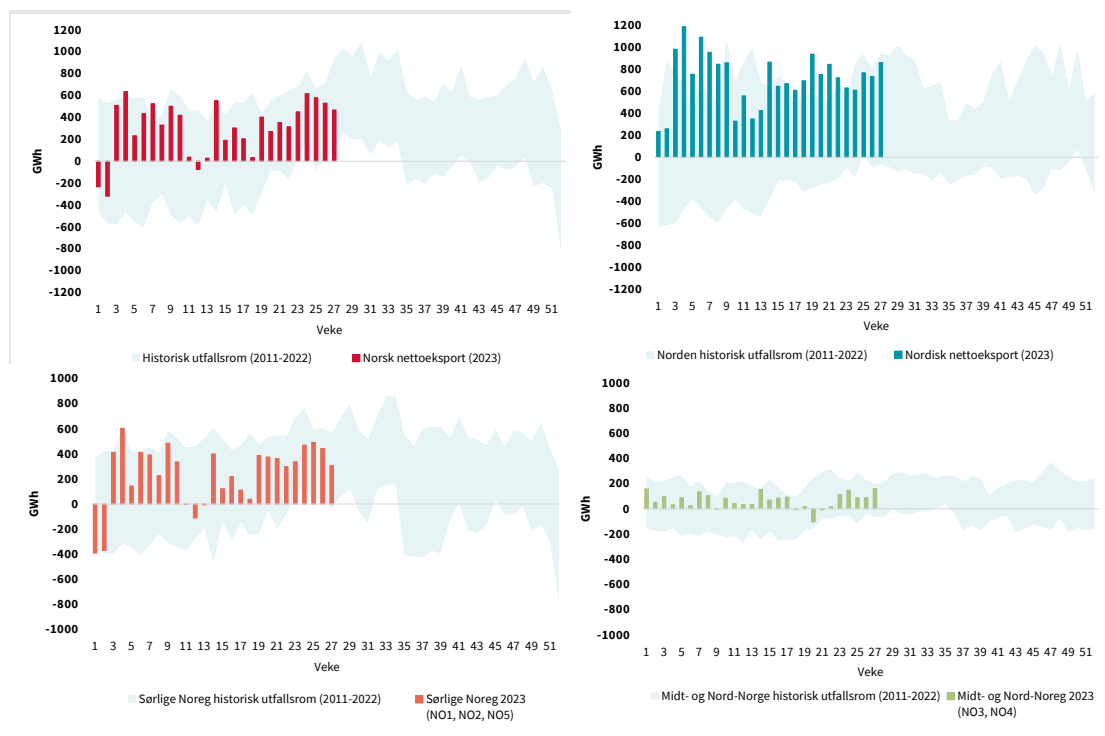 1200
1000
800
600
400
200
0
-200
-400
-600
-800
-1000
-1200
GWh
1 3 5 7 9 11 13 15 17 19 21 23 25 27 29 31 33 35 37 39 41 43 45 47 49 51
Veke
Historisk utfallsrom (2011-2022) Norsk nettoeksport (2023)
1200
1000
800
600
400
200
0
-200
-400
-600
-800
-1000
-1200
GWh
1 3 5 7 9 11 13 15 17 19 21 23 25 27 29 31 33 35 37 39 41 43 45 47 49 51
Veke
Norden historisk utfallsrom (2011-2022) Nordisk nettoeksport (2023)
1000
800
600
400
200
0
-200
-400
-600
-800
-1000
GWh
1 3 5 7 9 11 13 15 17 19 21 23 25 27 29 31 33 35 37 39 41 43 45 47 49 51
Veke
Sørlige Noreg historisk utfallsrom (2011-2022) Sørlige Noreg 2023
(NO1, NO2, NO5)
1000
800
600
400
200
0
-200
-400
-600
-800
-1000
GWh
1 3 5 7 9 11 13 15 17 19 21 23 25 27 29 31 33 35 37 39 41 43 45 47 49 51
Veke
Midt- og Nord-Norge historisk utfallsrom (2011-2022) Midt- og Nord-Noreg 2023
(NO3, NO4)